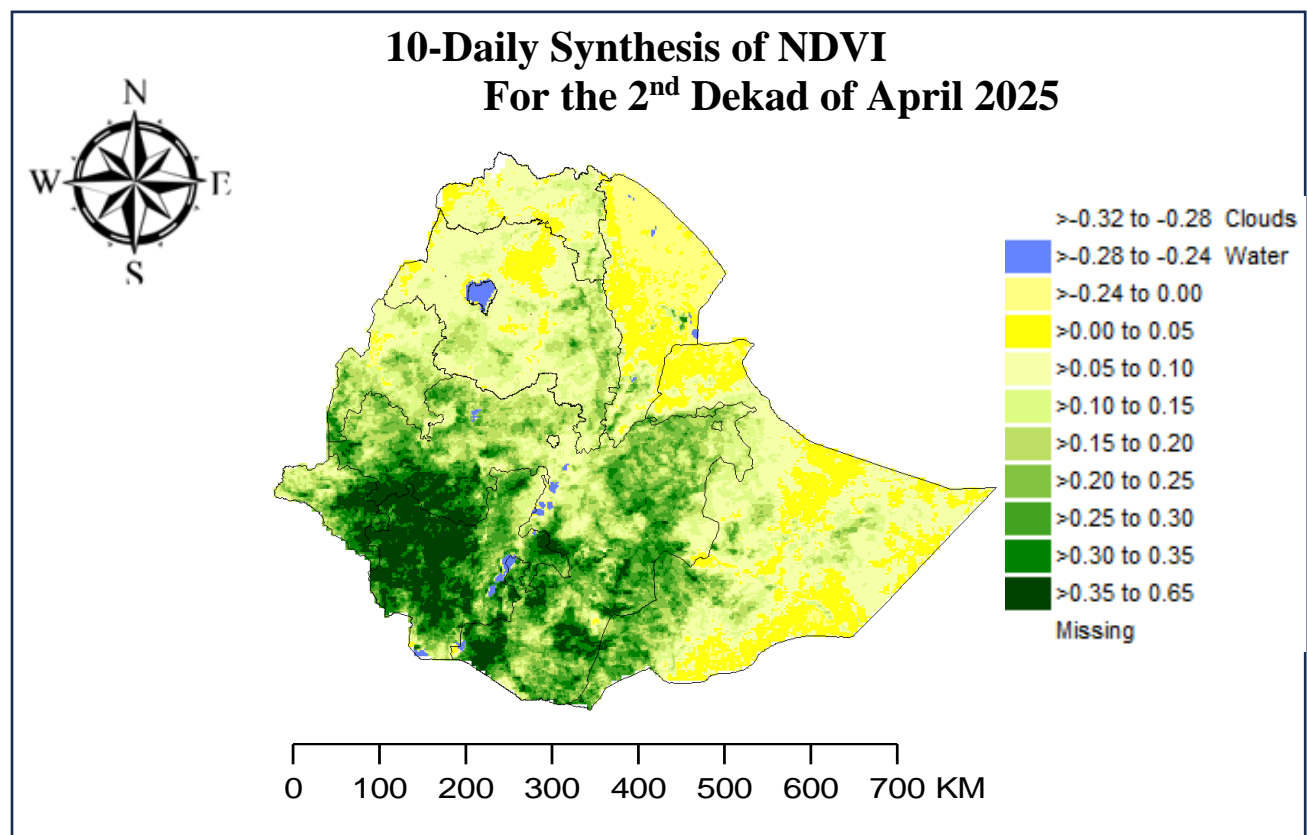 10-Daily Synthesis of NDVI
For the 2nd Dekad of April 2025
N
W E
S
>-0.32 to -0.28 Clouds
>-0.28 to -0.24 Water
>-0.24 to 0.00
>0.00 to 0.05
>0.05 to 0.10
>0.10 to 0.15
>0.15 to 0.20
>0.20 to 0.25
>0.25 to 0.30
>0.30 to 0.35
>0.35 to 0.65
Missing
0 100 200 300 400 500 600 700 KM